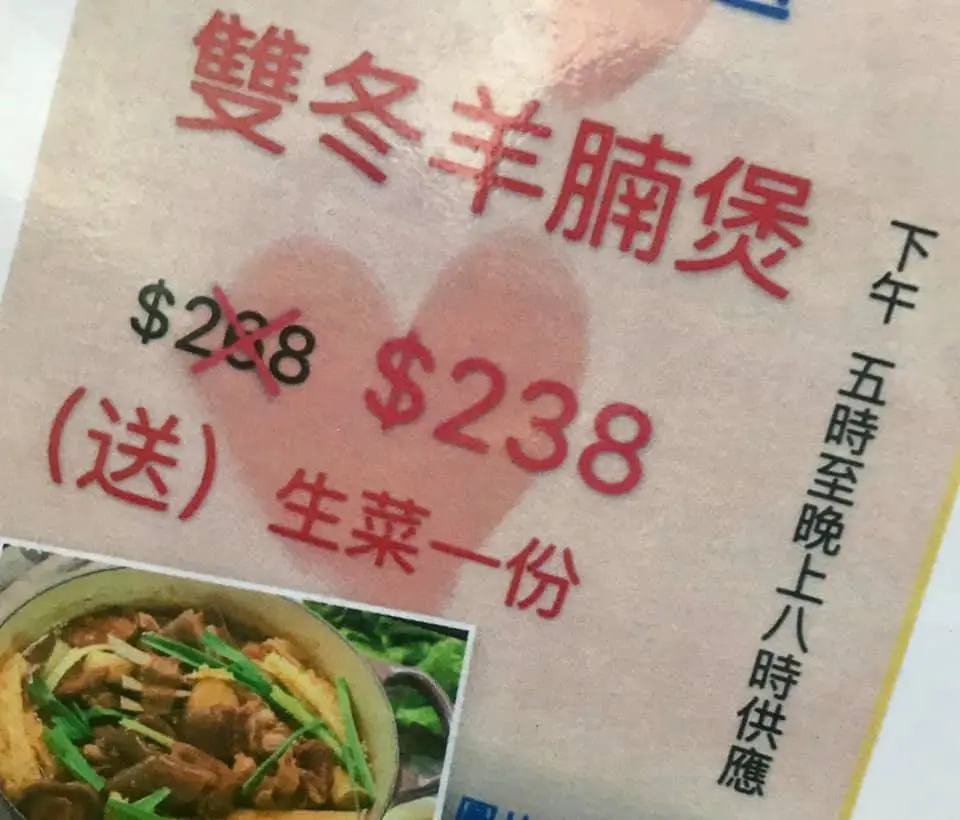 雙冬羊腩煲
$288 $238
(送) 生菜一份
下午 五時至晚上八時供應